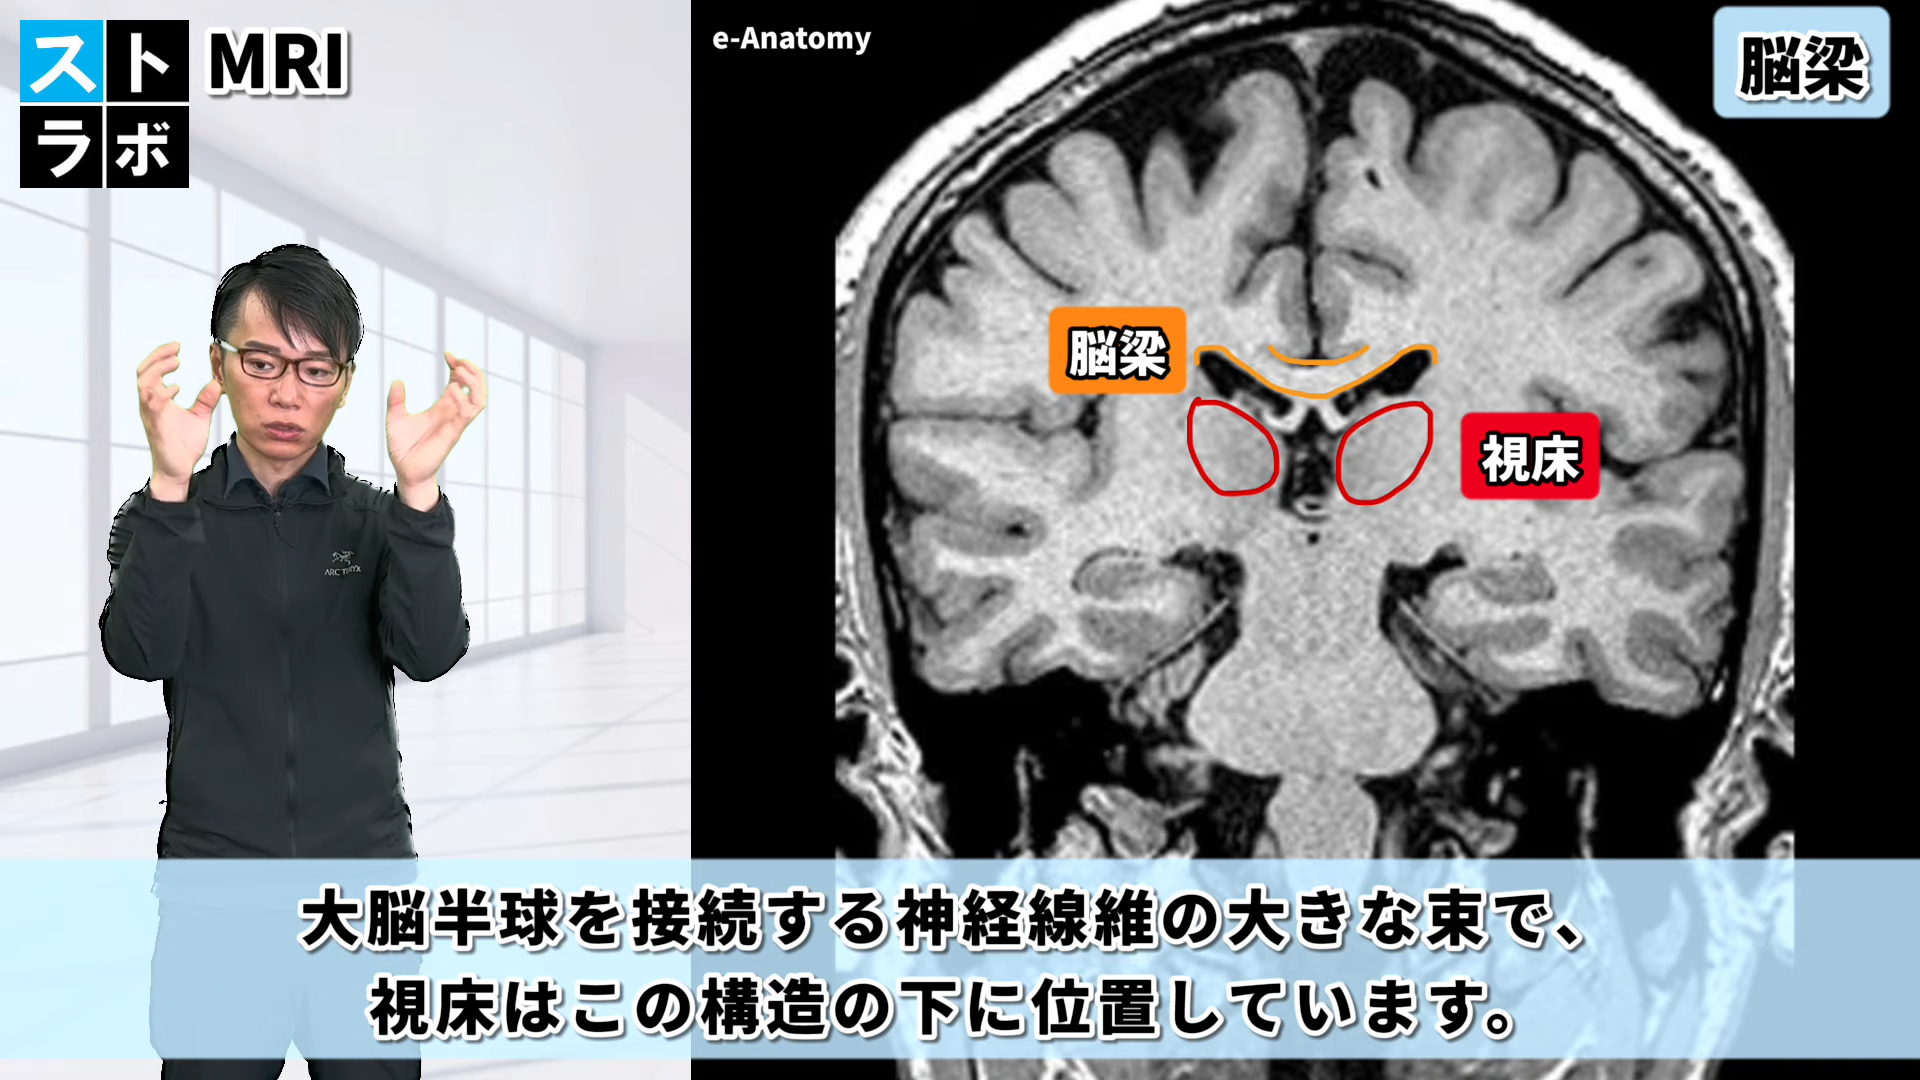 スト
ラボ
MRI
e-Anatomy
脳梁
脳梁
視床
ARC'TERYX
大脳半球を接続する神経線維の大きな束で、
視床はこの構造の下に位置しています。